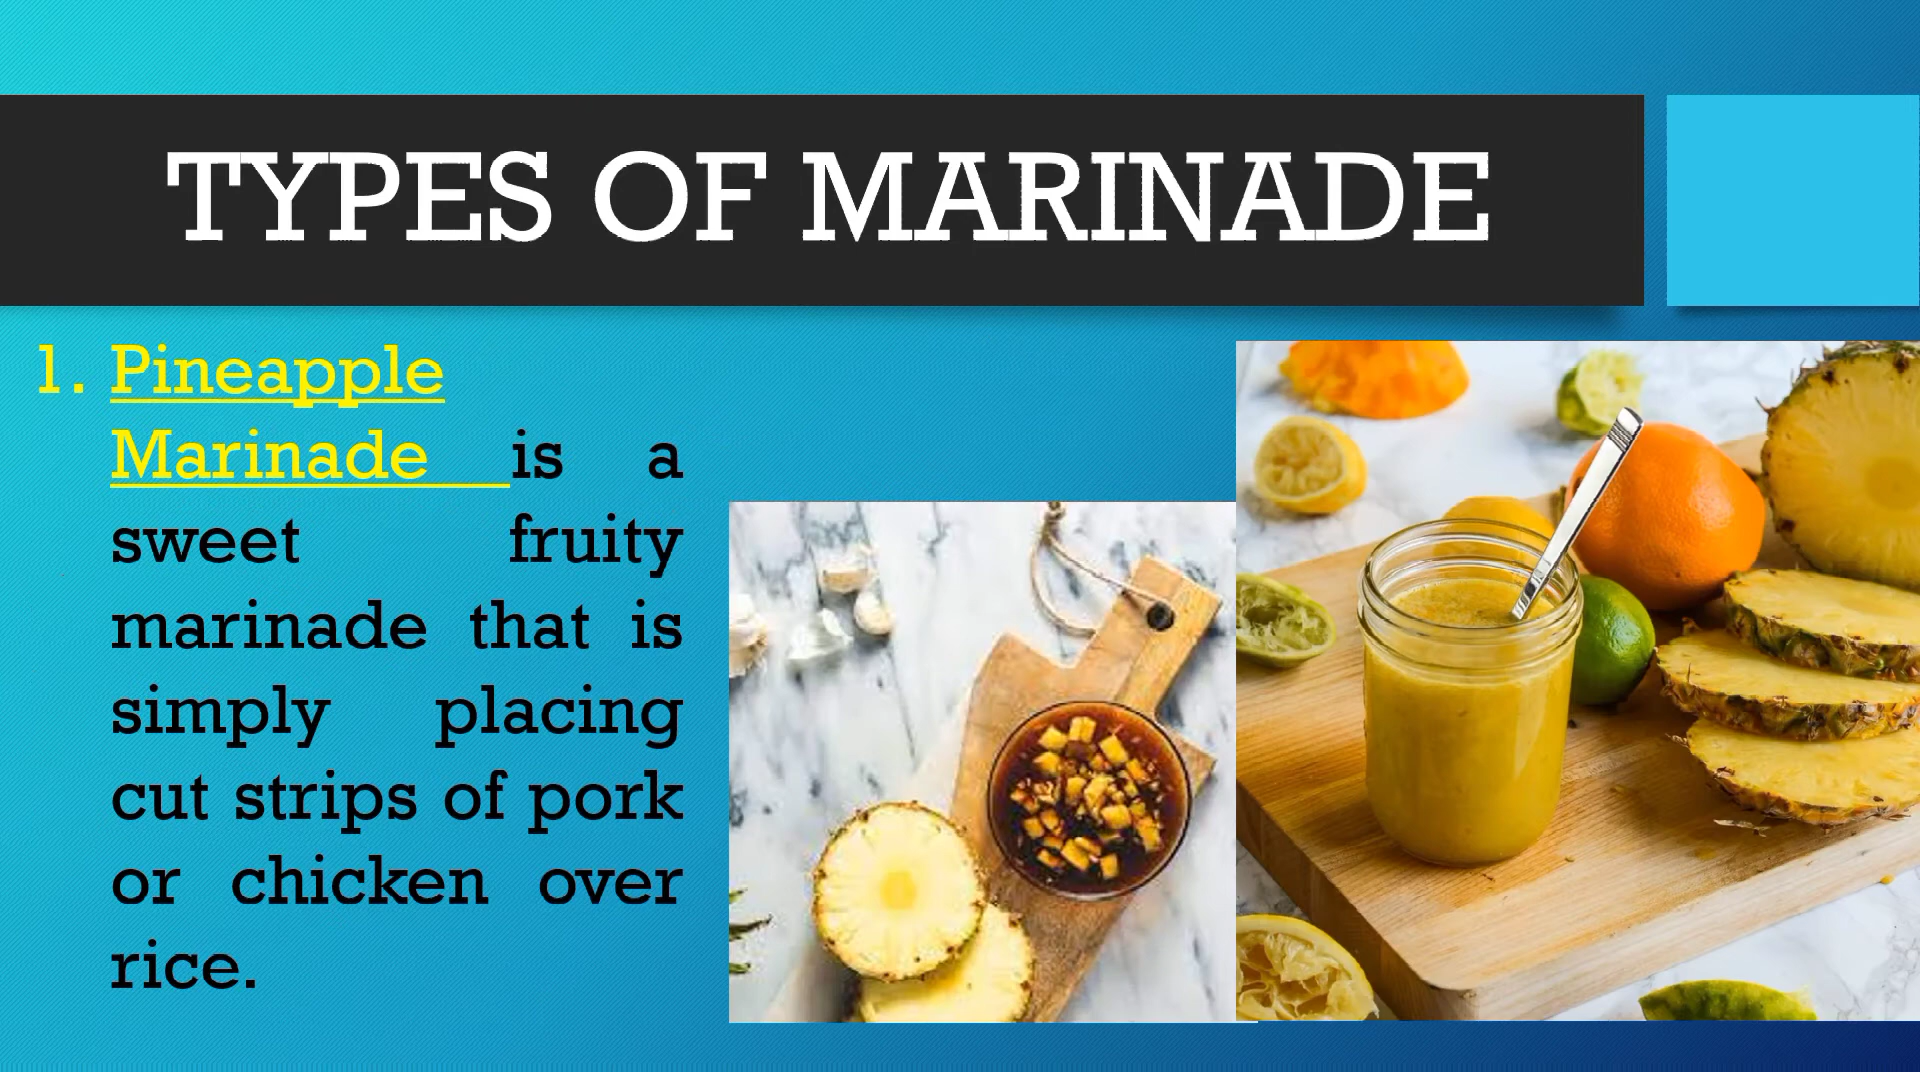 TYPES OF MARINADE
1. Pineapple
Marinade is a
sweet fruity
marinade that is
simply placing
cut strips of pork
or chicken over
rice.